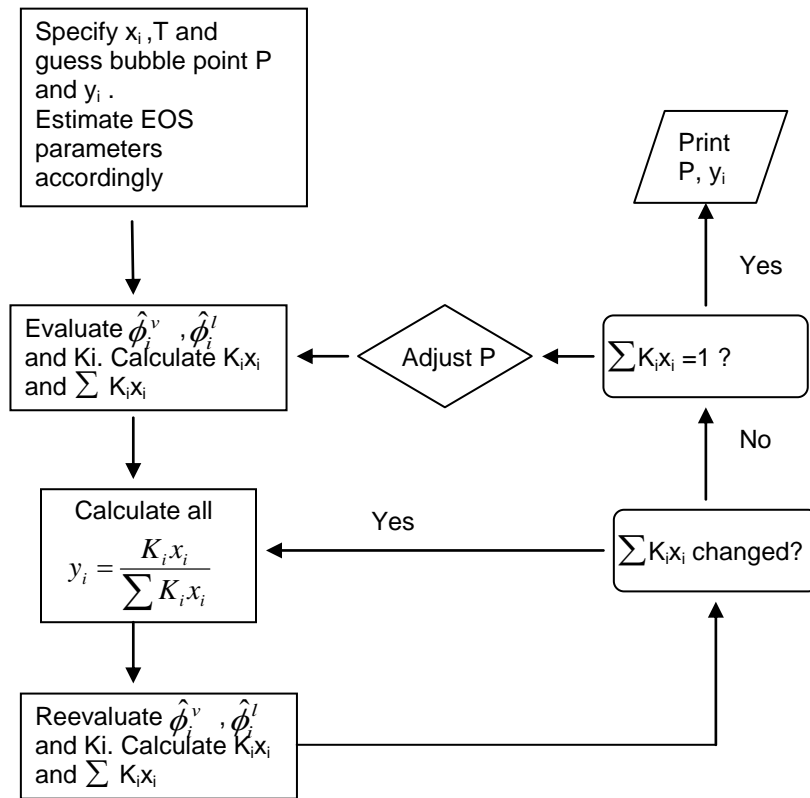 Specify xᵢ ,T and
guess bubble point P
and yᵢ .
Estimate EOS
parameters
accordingly
Print
P, yᵢ
Yes
Evaluate ϕ̂ᵢᵛ , ϕ̂ᵢˡ
and Ki. Calculate Kᵢxᵢ
and ∑ Kᵢxᵢ
Adjust P
∑Kᵢxᵢ =1 ?
No
Calculate all
yᵢ = Kᵢxᵢ / ∑ Kᵢxᵢ
Yes
∑Kᵢxᵢ changed?
Reevaluate ϕ̂ᵢᵛ , ϕ̂ᵢˡ
and Ki. Calculate Kᵢxᵢ
and ∑ Kᵢxᵢ